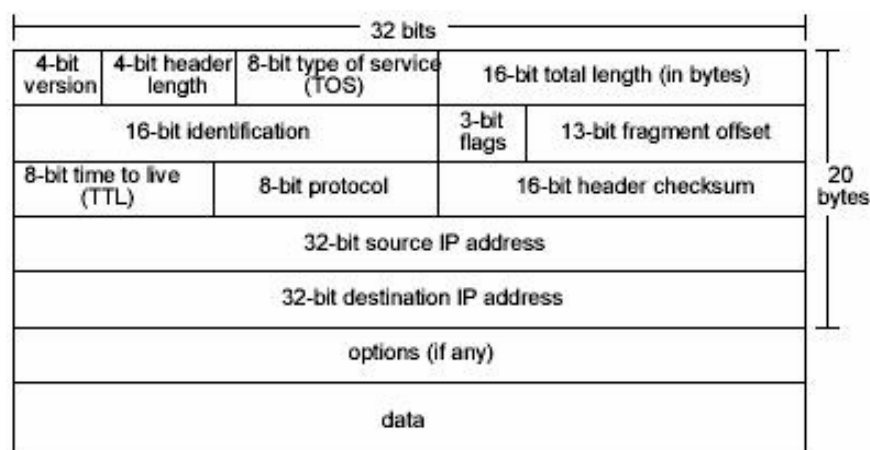 32 bits
4-bit version
4-bit header length
8-bit type of service (TOS)
16-bit total length (in bytes)
16-bit identification
3-bit flags
13-bit fragment offset
8-bit time to live (TTL)
8-bit protocol
16-bit header checksum
20 bytes
32-bit source IP address
32-bit destination IP address
options (if any)
data